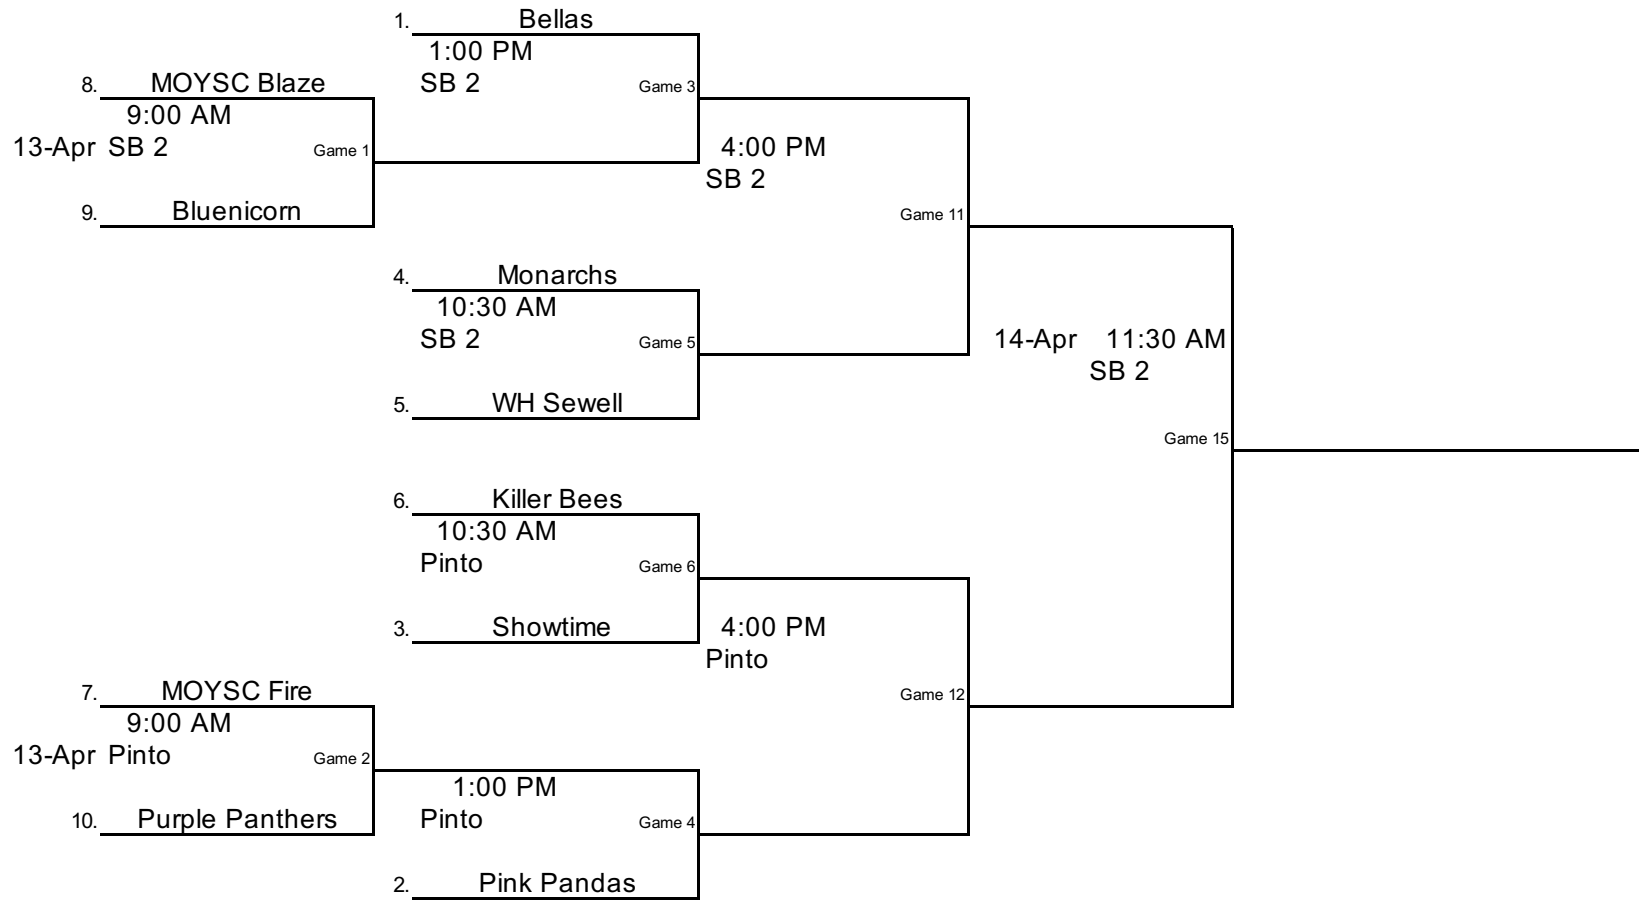 1. Bellas
1:00 PM
8. MOYSC Blaze
SB 2 Game 3
9:00 AM
13-Apr SB 2 Game 1
4:00 PM
SB 2
9. Bluenicorn
Game 11
4. Monarchs
10:30 AM
SB 2 Game 5
14-Apr 11:30 AM
SB 2
5. WH Sewell
Game 15
6. Killer Bees
10:30 AM
Pinto Game 6
3. Showtime
4:00 PM
Pinto
7. MOYSC Fire
Game 12
9:00 AM
13-Apr Pinto Game 2
1:00 PM
10. Purple Panthers
Pinto Game 4
2. Pink Pandas